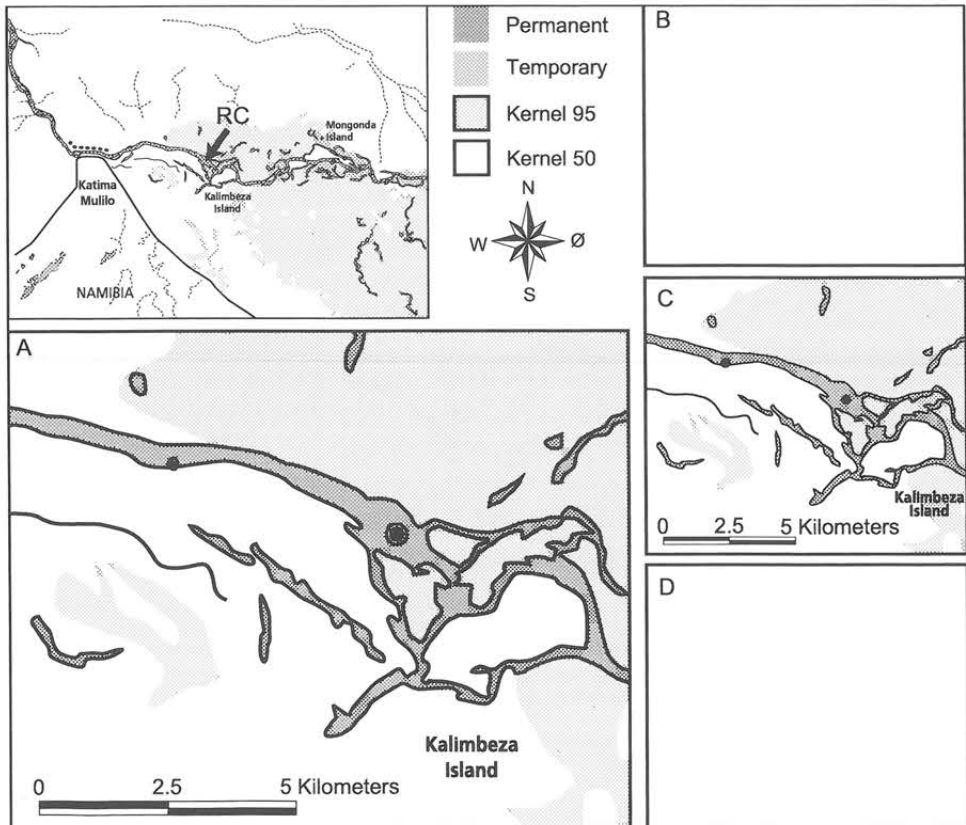 RC
Mongonda
Island
Katima
Mulilo
Kalimbeza
Island
NAMIBIA
Permanent
Temporary
Kernel 95
Kernel 50
N
W
Ø
S
B
A
Kalimbeza
Island
0 2.5 5 Kilometers
C
Kalimbeza
Island
0 2.5 5 Kilometers
D